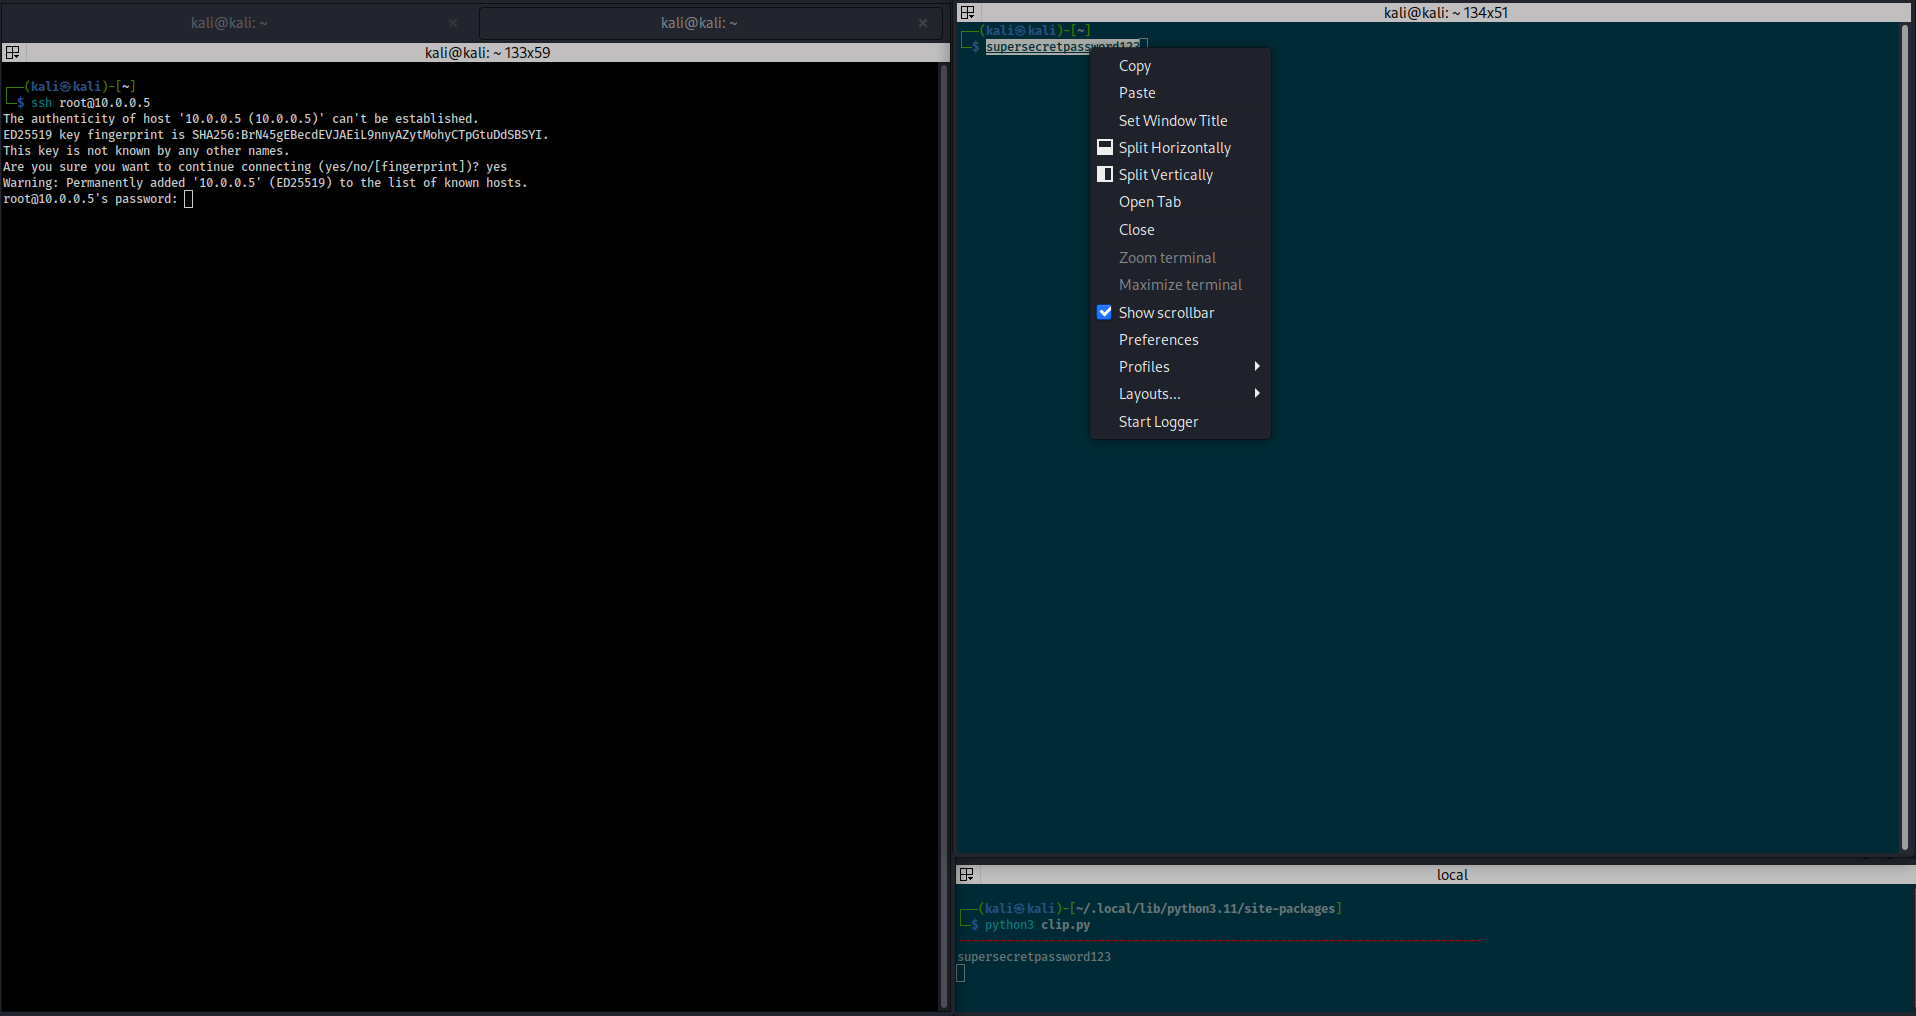 kali@kali: ~ ×
kali@kali: ~ ×
kali@kali: ~ 133x59
┌──(kali㉿kali)-[~]
└─$ ssh root@10.0.0.5
The authenticity of host '10.0.0.5 (10.0.0.5)' can't be established.
ED25519 key fingerprint is SHA256:BrN45gEBecdEVJAEiL9nnyAZytMohyCTpGtuDdSBSYI.
This key is not known by any other names.
Are you sure you want to continue connecting (yes/no/[fingerprint])? yes
Warning: Permanently added '10.0.0.5' (ED25519) to the list of known hosts.
root@10.0.0.5's password:
kali@kali: ~ 134x51
┌──(kali㉿kali)-[~]
└─$ supersecretpassword123
Copy
Paste
Set Window Title
Split Horizontally
Split Vertically
Open Tab
Close
Zoom terminal
Maximize terminal
Show scrollbar
Preferences
Profiles
Layouts...
Start Logger
local
┌──(kali㉿kali)-[~/.local/lib/python3.11/site-packages]
└─$ python3 clip.py
---------------------------------------------------------------------------
supersecretpassword123